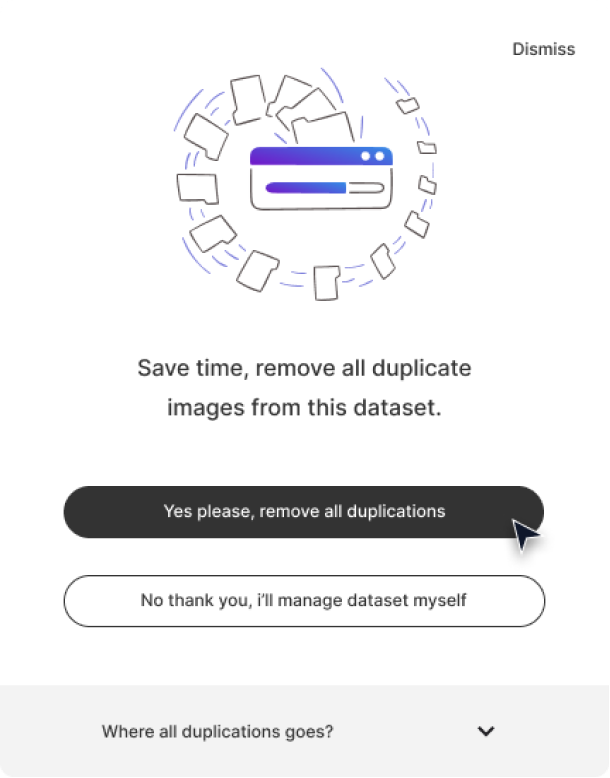 Dismiss
Save time, remove all duplicate
images from this dataset.
Yes please, remove all duplications
No thank you, i’ll manage dataset myself
Where all duplications goes?